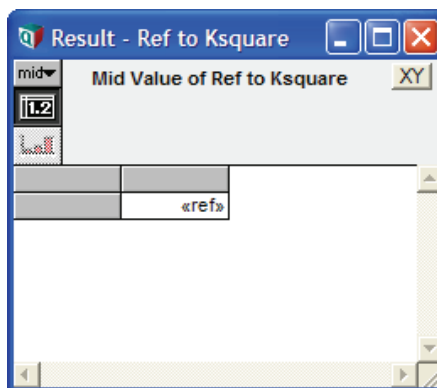 Result - Ref to Ksquare
mid
Mid Value of Ref to Ksquare
XY
1.2
«ref»